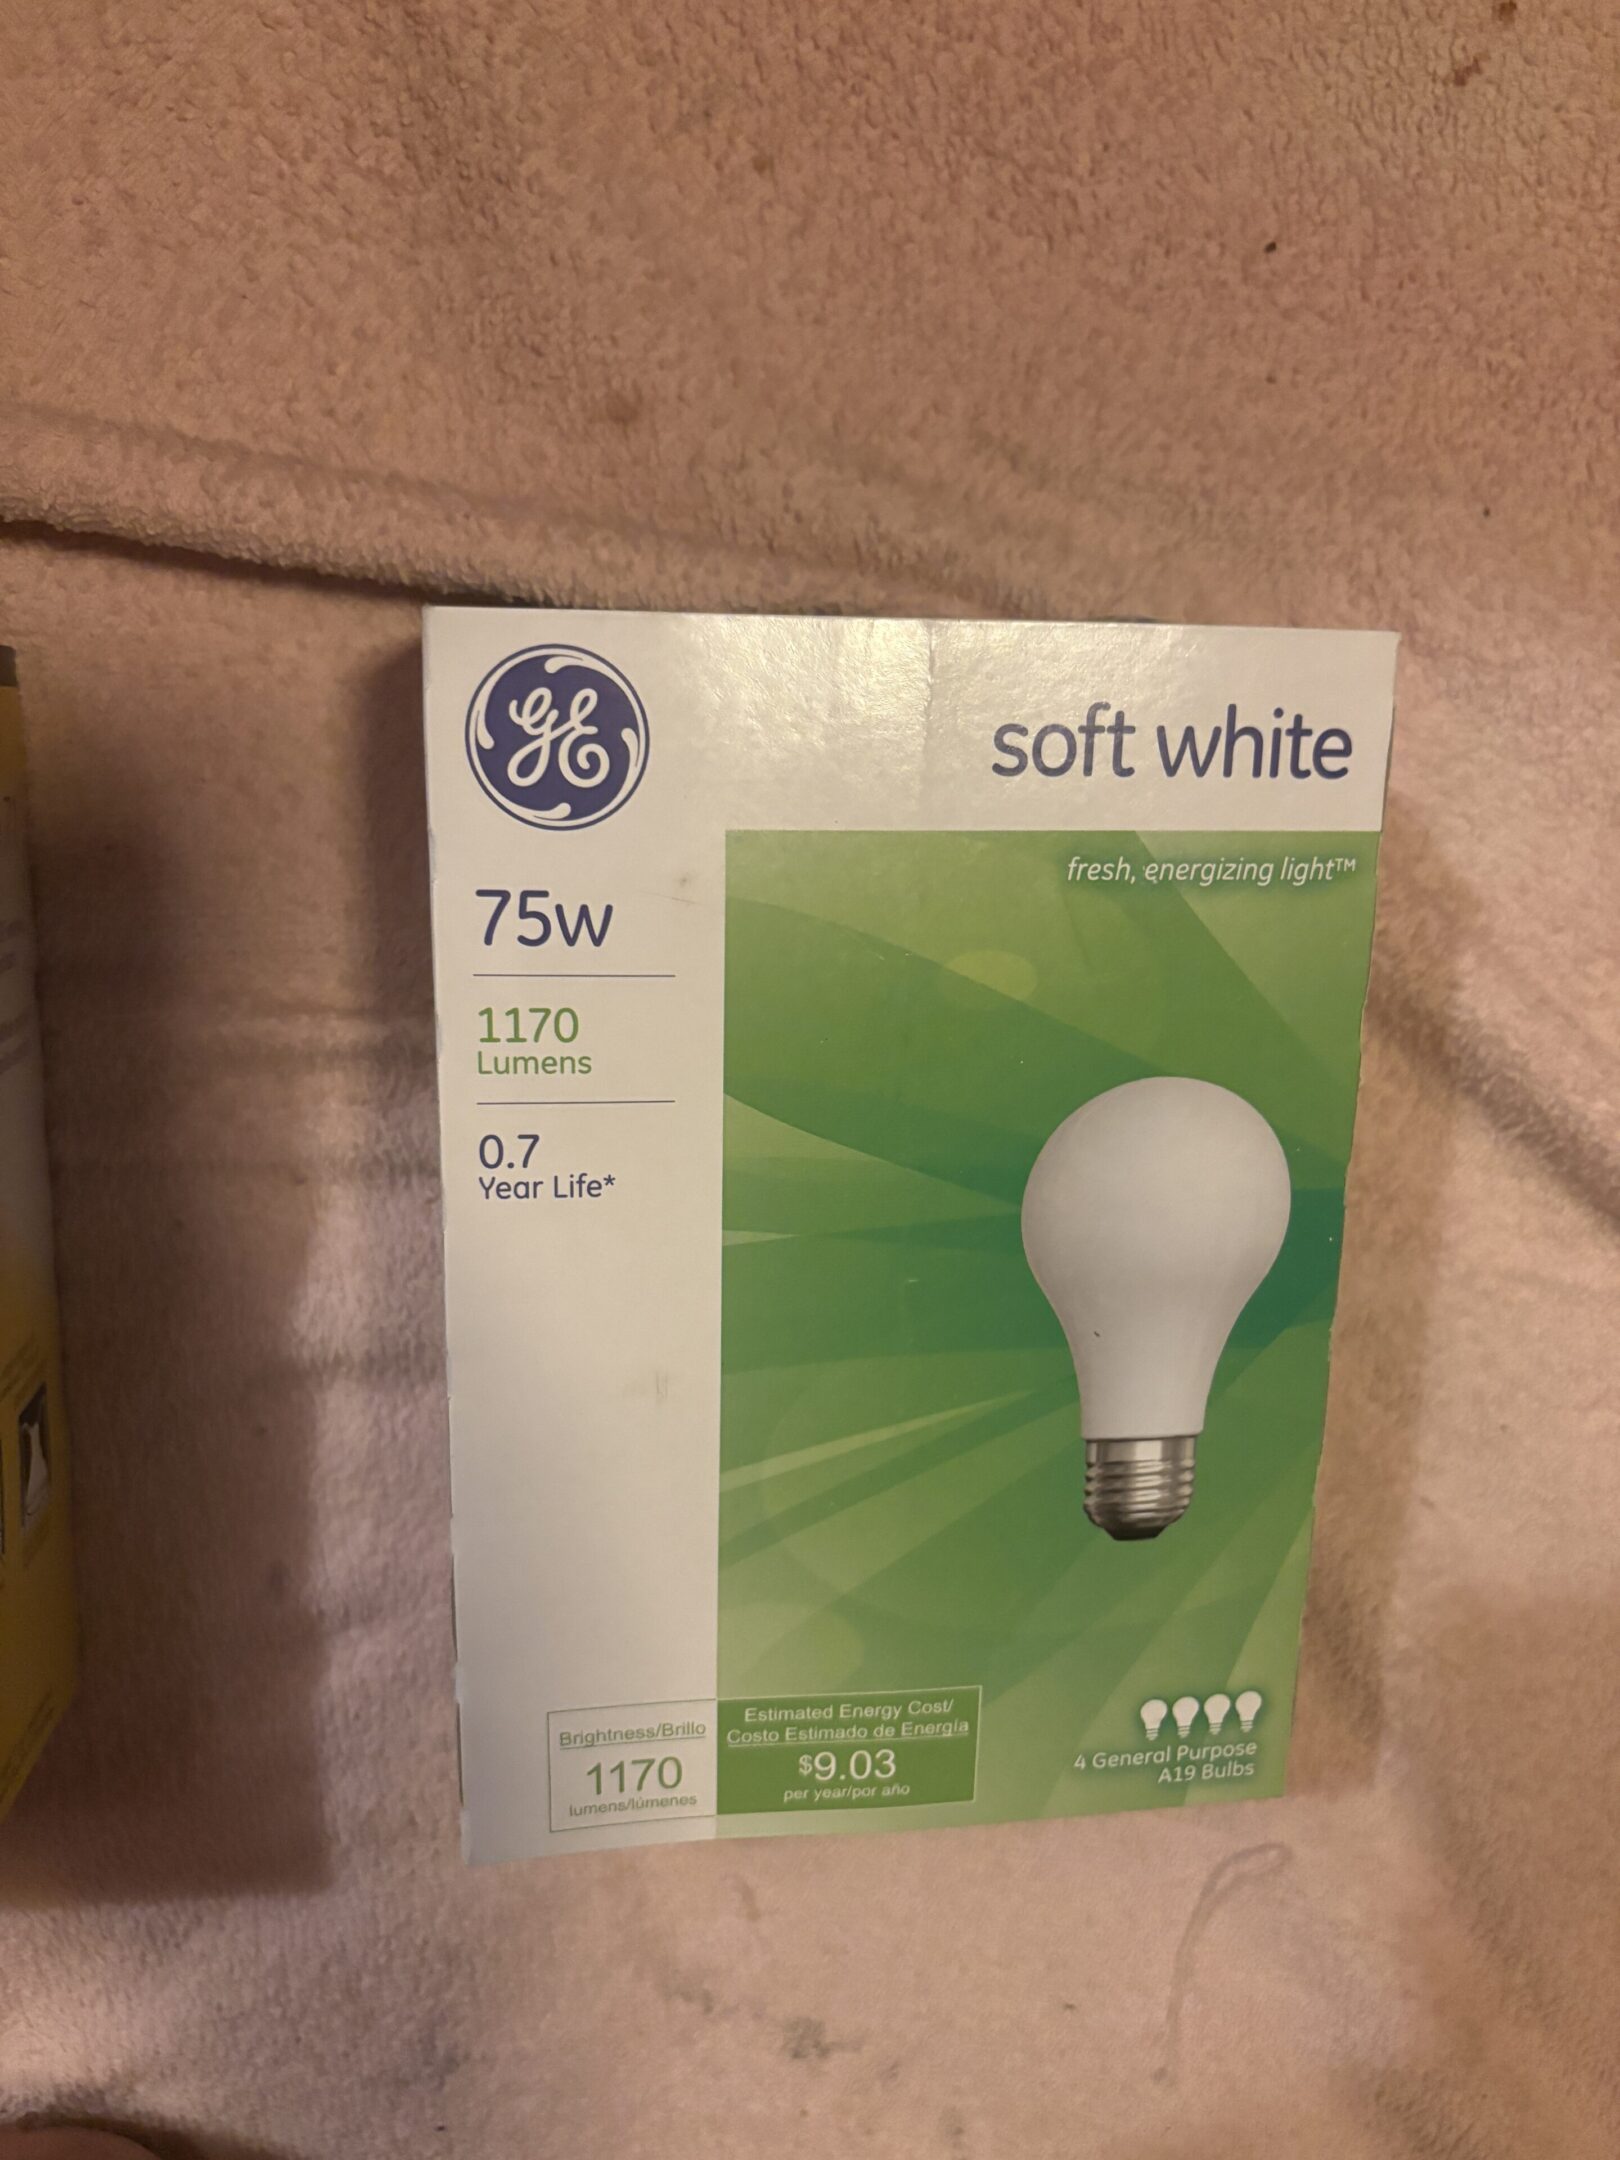 GE
soft white
fresh, energizing light™
75w
1170
Lumens
0.7
Year Life*
Brightness/Brillo
1170
lumens/lúmenes
Estimated Energy Cost/
Costo Estimado de Energía
$9.03
per year/por año
4 General Purpose
A19 Bulbs